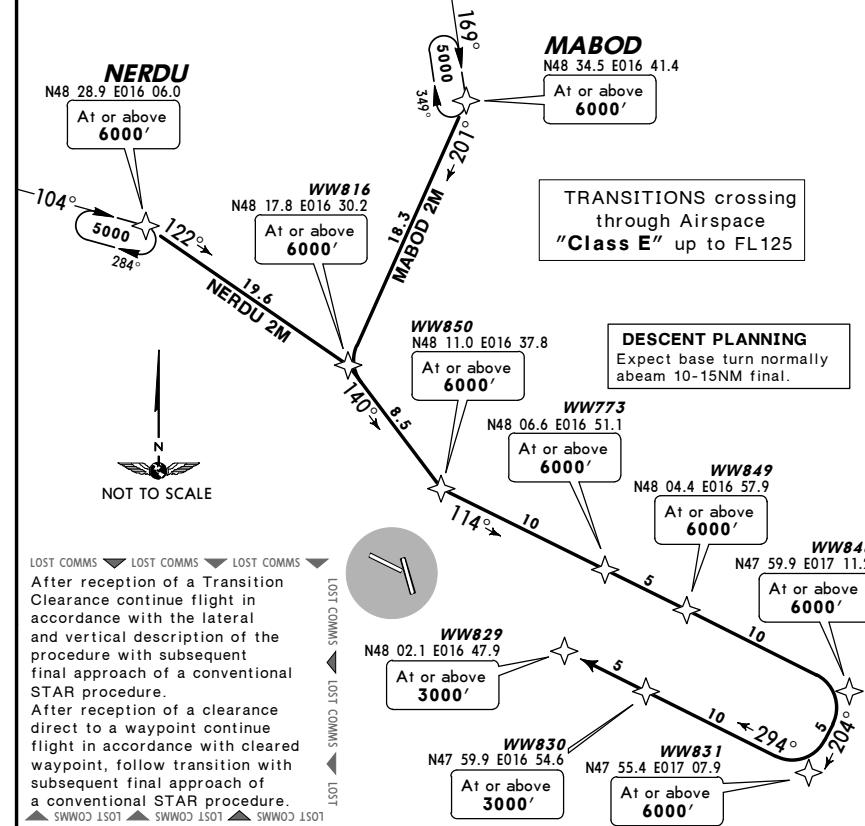 169°
5000
349°
MABOD
N48 34.5 E016 41.4
At or above
6000'
NERDU
N48 28.9 E016 06.0
At or above
6000'
201°
18.3
MABOD 2M
104°
5000
284°
122°
19.6
NERDU 2M
WW816
N48 17.8 E016 30.2
At or above
6000'
TRANSITIONS crossing
through Airspace
"Class E" up to FL125
WW850
N48 11.0 E016 37.8
At or above
6000'
DESCENT PLANNING
Expect base turn normally
abeam 10-15NM final.
140°
8.5
WW773
N48 06.6 E016 51.1
At or above
6000'
N
NOT TO SCALE
WW849
N48 04.4 E016 57.9
At or above
6000'
114°
10
5
10
N47 59.9 E017 11.2
At or above
6000'
LOST COMMS LOST COMMS LOST COMMS
After reception of a Transition
Clearance continue flight in
accordance with the lateral
and vertical description of the
procedure with subsequent
final approach of a conventional
STAR procedure.
After reception of a clearance
direct to a waypoint continue
flight in accordance with cleared
waypoint, follow transition with
subsequent final approach of
a conventional STAR procedure.
LOST COMMS LOST COMMS LOST
LOST COMMS LOST COMMS LOST COMMS
WW829
N48 02.1 E016 47.9
At or above
3000'
5
10
294°
5
204°
WW830
N47 59.9 E016 54.6
At or above
3000'
WW831
N47 55.4 E017 07.9
At or above
6000'